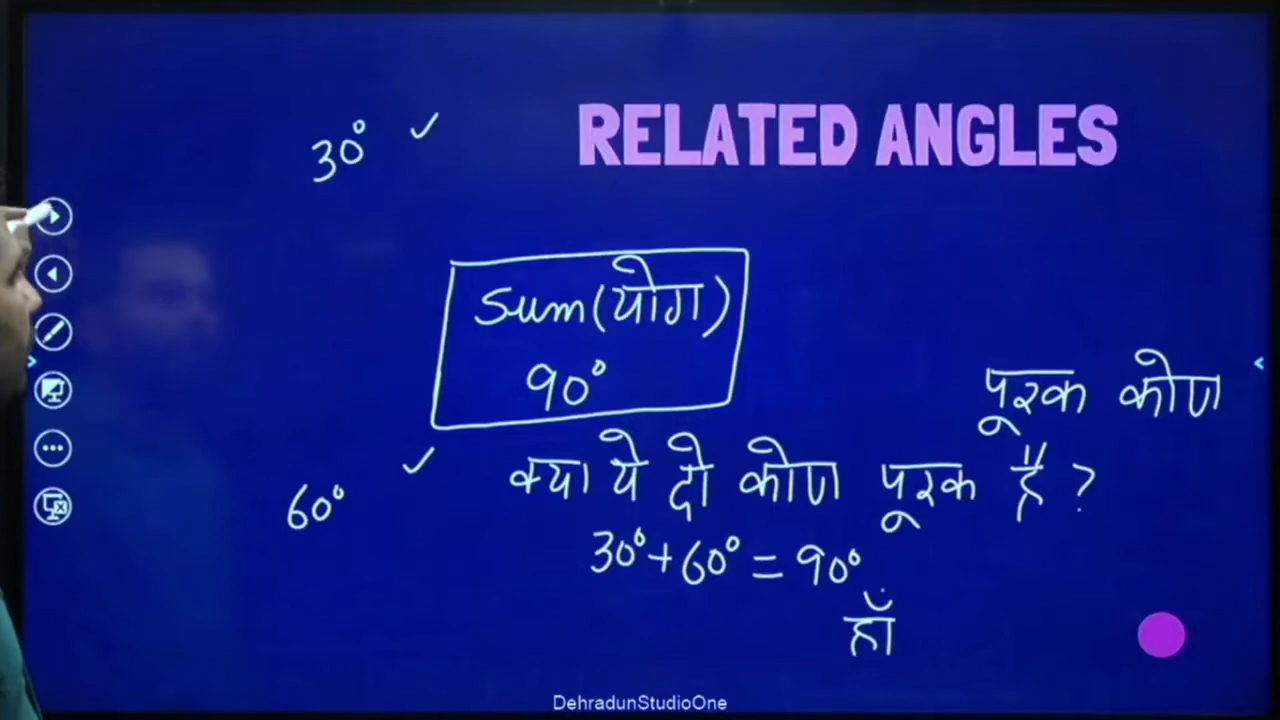 RELATED ANGLES
30° ✓
Sum (योग)
90°
पूरक कोण
60° ✓
क्या ये दो कोण पूरक हैं ?
30° + 60° = 90°
हाँ
DehradunStudioOne